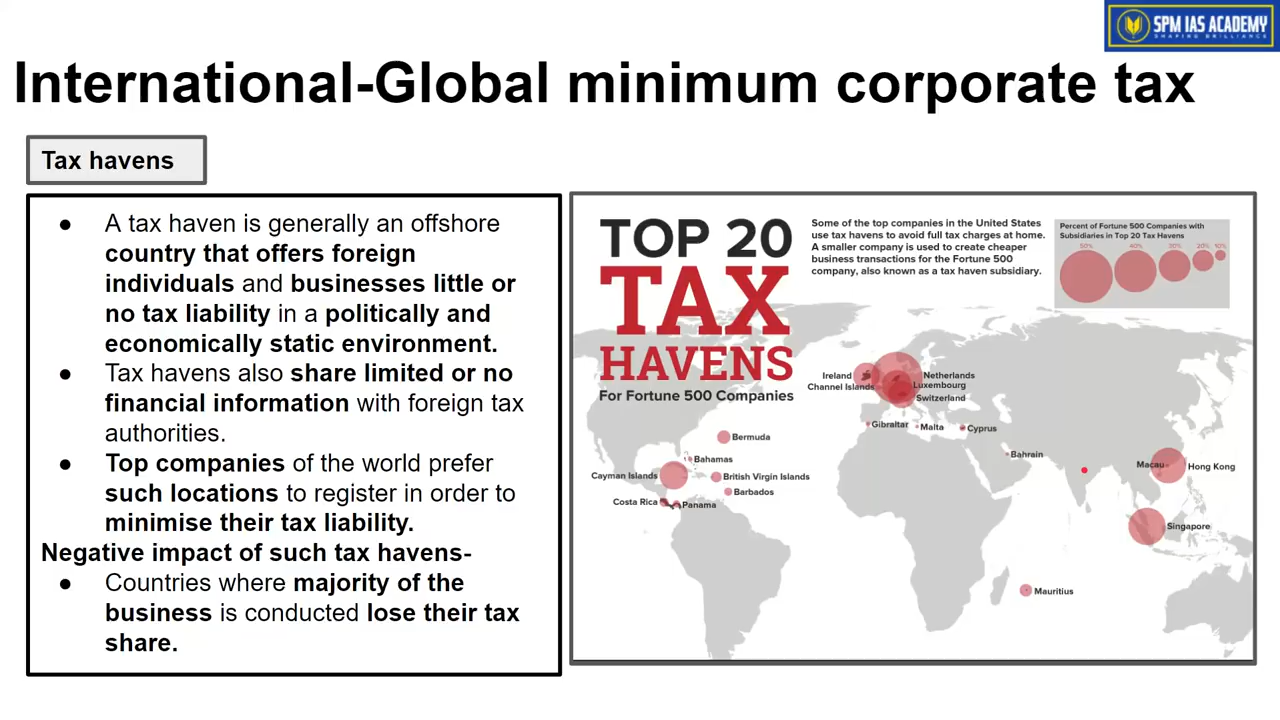 SPM IAS ACADEMY
SHAPING BRILLIANCE
International-Global minimum corporate tax
Tax havens
● A tax haven is generally an offshore
country that offers foreign
individuals and businesses little or
no tax liability in a politically and
economically static environment.
● Tax havens also share limited or no
financial information with foreign tax
authorities.
● Top companies of the world prefer
such locations to register in order to
minimise their tax liability.
Negative impact of such tax havens-
● Countries where majority of the
business is conducted lose their tax
share.
TOP 20
TAX
HAVENS
For Fortune 500 Companies
Some of the top companies in the United States
use tax havens to avoid full tax charges at home.
A smaller company is used to create cheaper
business transactions for the Fortune 500
company, also known as a tax haven subsidiary.
Percent of Fortune 500 Companies with
Subsidiaries in Top 20 Tax Havens
50% 40% 30% 20% 10%
Ireland
Channel Islands
Netherlands
Luxembourg
Switzerland
Gibraltar
Malta
Cyprus
Bermuda
Bahamas
Bahrain
Cayman Islands
British Virgin Islands
Barbados
Costa Rica
Panama
Macau
Hong Kong
Singapore
Mauritius